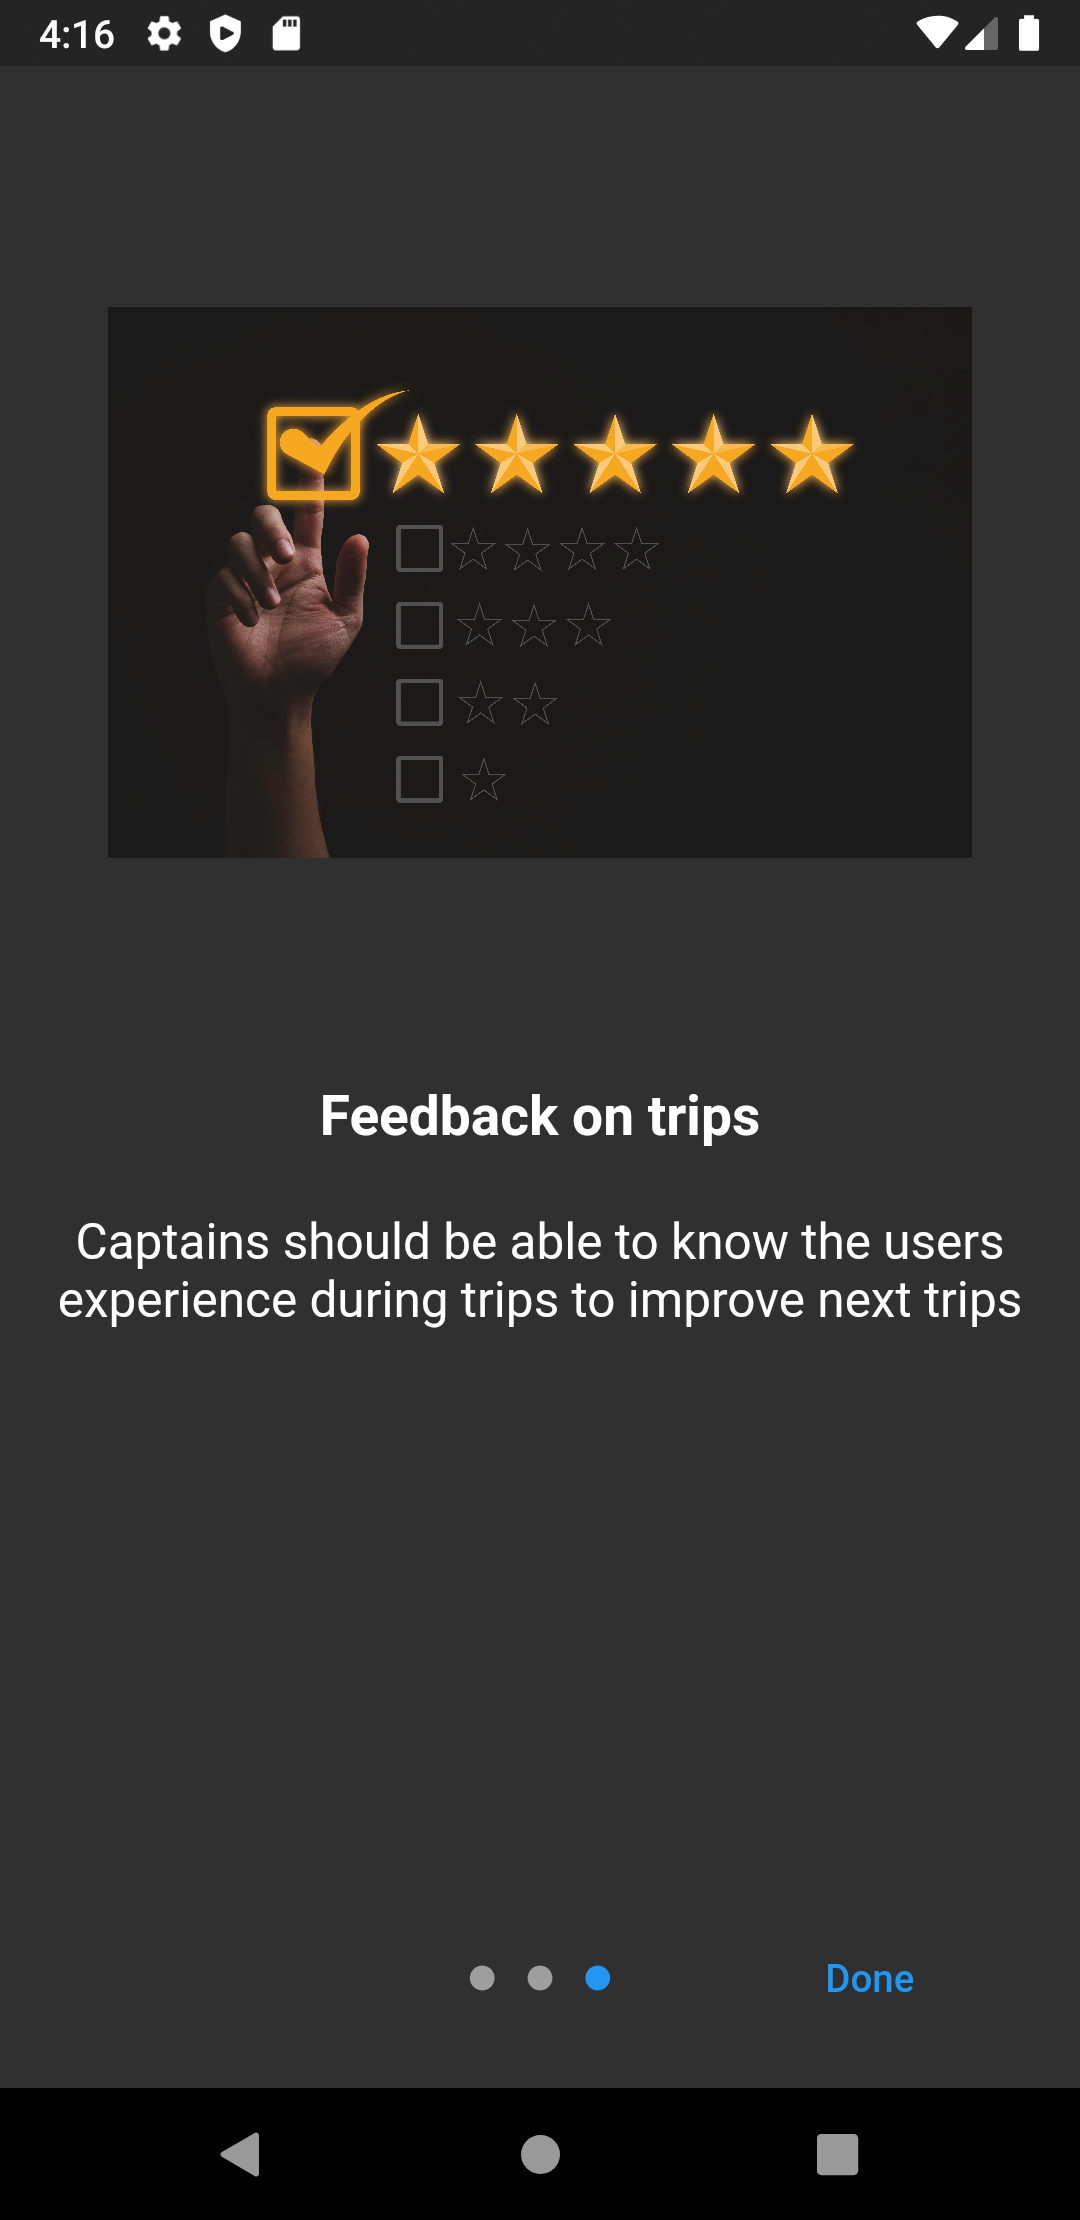 4:16
Feedback on trips
Captains should be able to know the users
experience during trips to improve next trips
Done